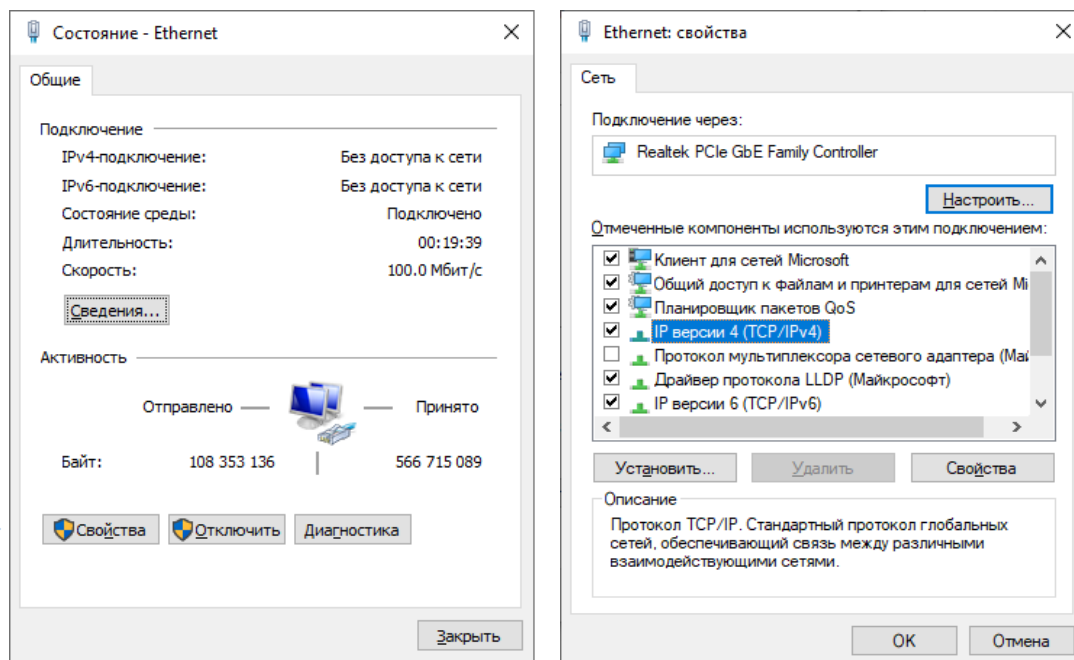 Состояние - Ethernet
Общие
Подключение
IPv4-подключение: Без доступа к сети
IPv6-подключение: Без доступа к сети
Состояние среды: Подключено
Длительность: 00:19:39
Скорость: 100.0 Мбит/с
Сведения...
Активность
Отправлено — — Принято
Байт: 108 353 136 566 715 089
Свойства Отключить Диагностика
Закрыть
Ethernet: свойства
Сеть
Подключение через:
Realtek PCIe GbE Family Controller
Настроить...
Отмеченные компоненты используются этим подключением:
Клиент для сетей Microsoft
Общий доступ к файлам и принтерам для сетей Mi
Планировщик пакетов QoS
IP версии 4 (TCP/IPv4)
Протокол мультиплексора сетевого адаптера (Май
Драйвер протокола LLDP (Майкрософт)
IP версии 6 (TCP/IPv6)
Установить... Удалить Свойства
Описание
Протокол TCP/IP. Стандартный протокол глобальных
сетей, обеспечивающий связь между различными
взаимодействующими сетями.
OK Отмена